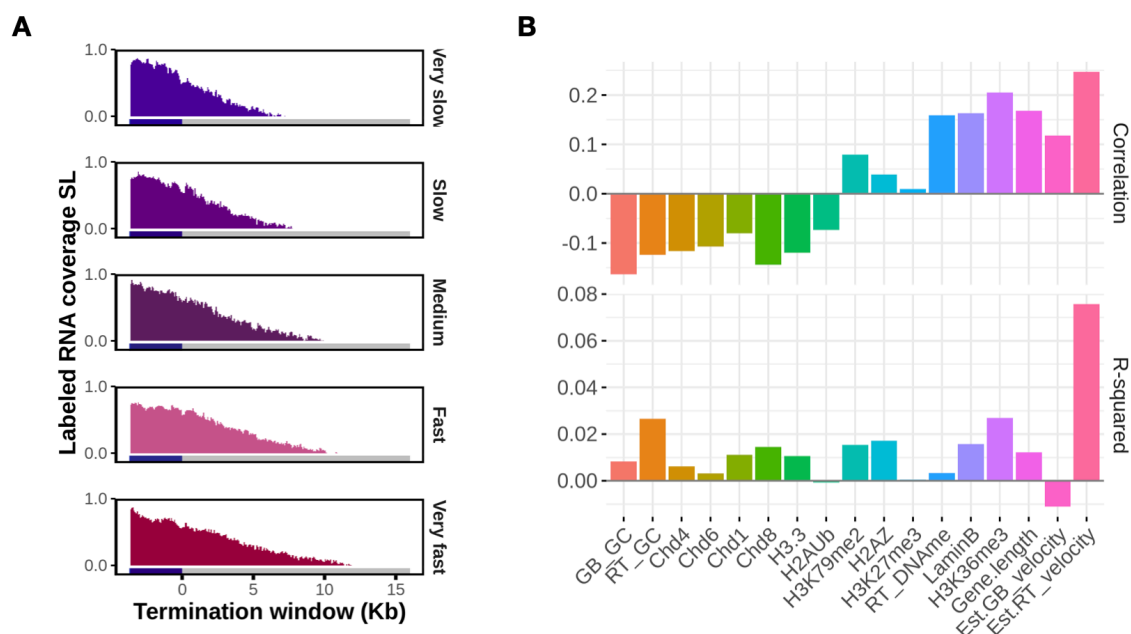 A
Labeled RNA coverage SL
1.0
0.0
Very slow
1.0
0.0
Slow
1.0
0.0
Medium
1.0
0.0
Fast
1.0
0.0
Very fast
0 5 10 15
Termination window (Kb)
B
0.2
0.1
0.0
-0.1
Correlation
0.08
0.06
0.04
0.02
0.00
R-squared
GB_GC
RT_GC
Chd4
Chd6
Chd1
Chd8
H3.3
H2AUb
H3K79me2
H2AZ
H3K27me3
RT_DNAme
LaminB
H3K36me3
Gene.length
Est.GB_velocity
Est.RT_velocity